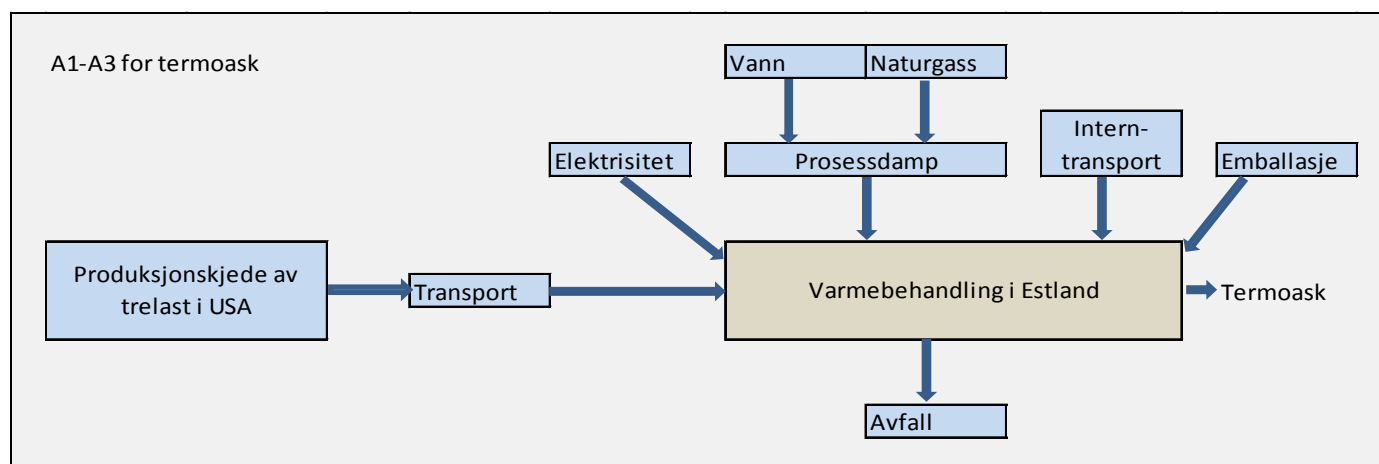 A1-A3 for termoask
Vann
Naturgass
Intern-
transport
Elektrisitet
Prosessdamp
Emballasje
Produksjonskjede av
trelast i USA
Transport
Varmebehandling i Estland
Termoask
Avfall